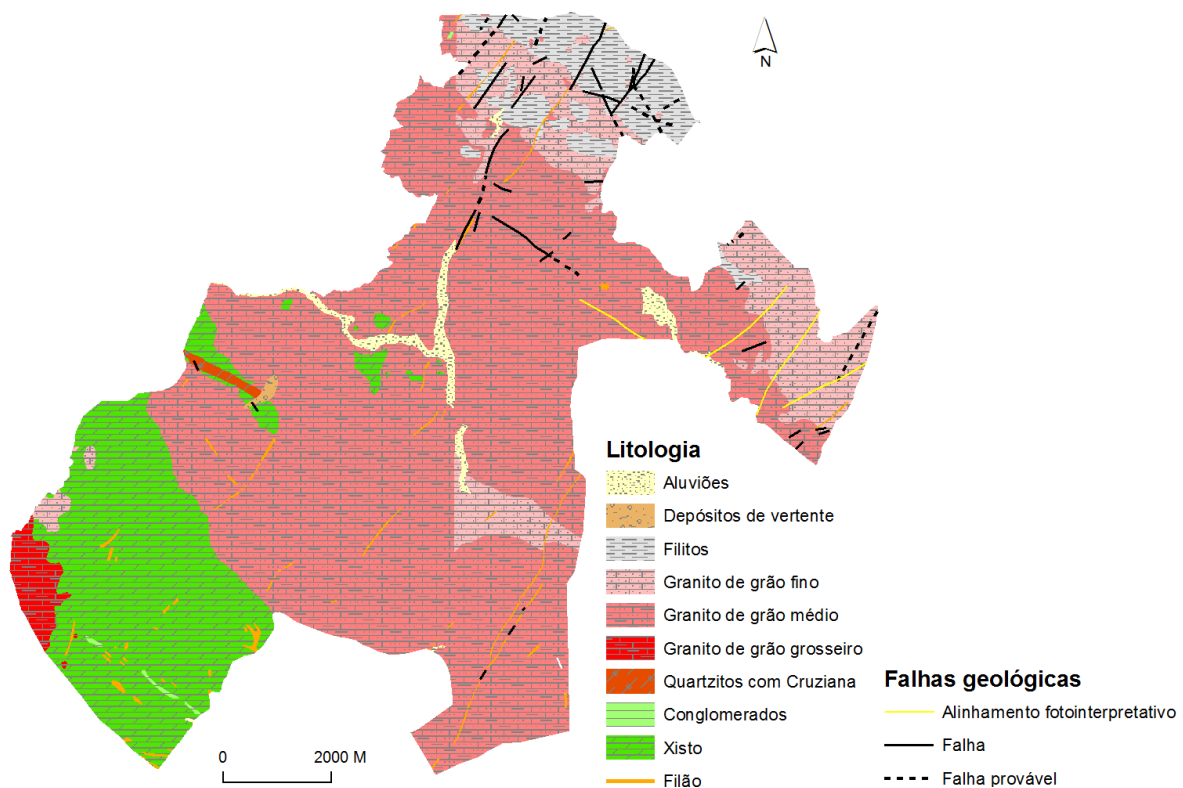 N
Litologia
Aluviões
Depósitos de vertente
Filitos
Granito de grão fino
Granito de grão médio
Granito de grão grosseiro
Quartzitos com Cruziana
Conglomerados
Xisto
Filão
Falhas geológicas
Alinhamento fotointerpretativo
Falha
Falha provável
0 2000 M